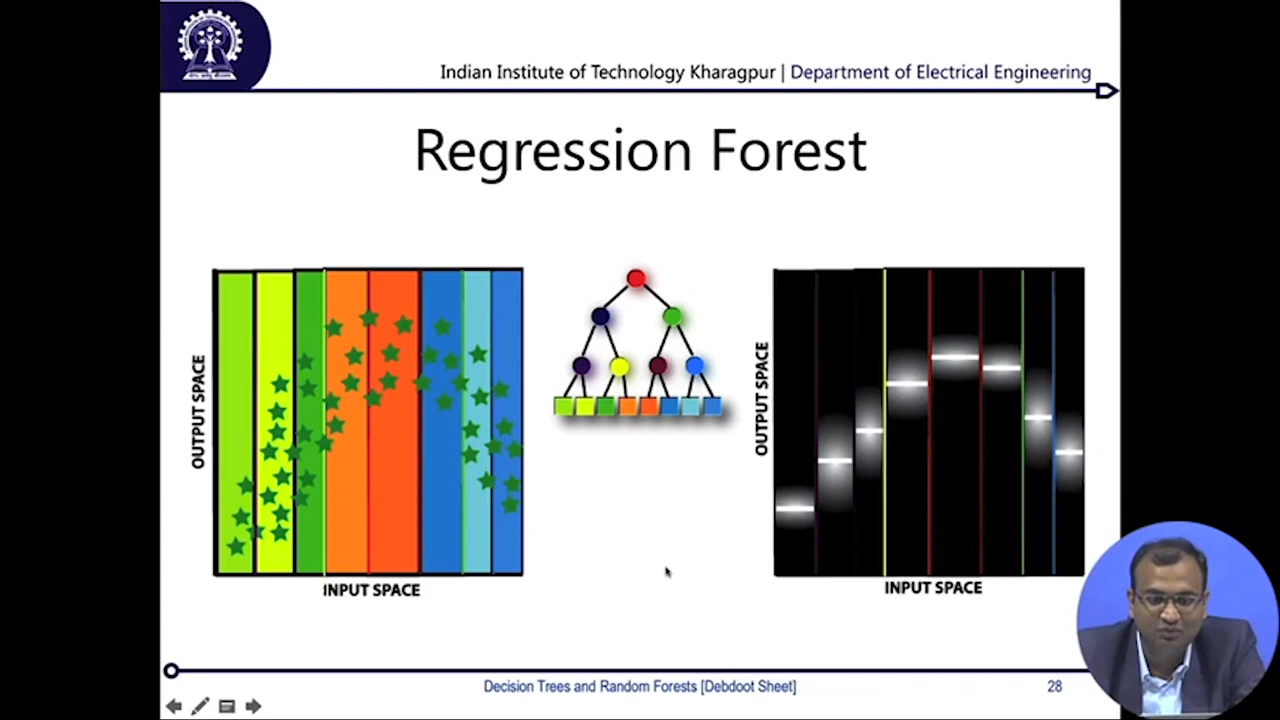 Indian Institute of Technology Kharagpur | Department of Electrical Engineering
Regression Forest
OUTPUT SPACE
INPUT SPACE
OUTPUT SPACE
INPUT SPACE
Decision Trees and Random Forests [Debdoot Sheet]
28